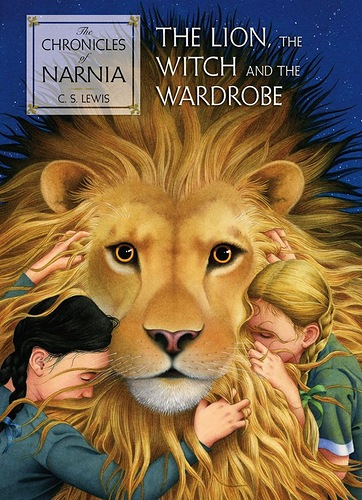 The
CHRONICLES
of
NARNIA
C. S. LEWIS
THE LION, THE
WITCH AND THE
WARDROBE